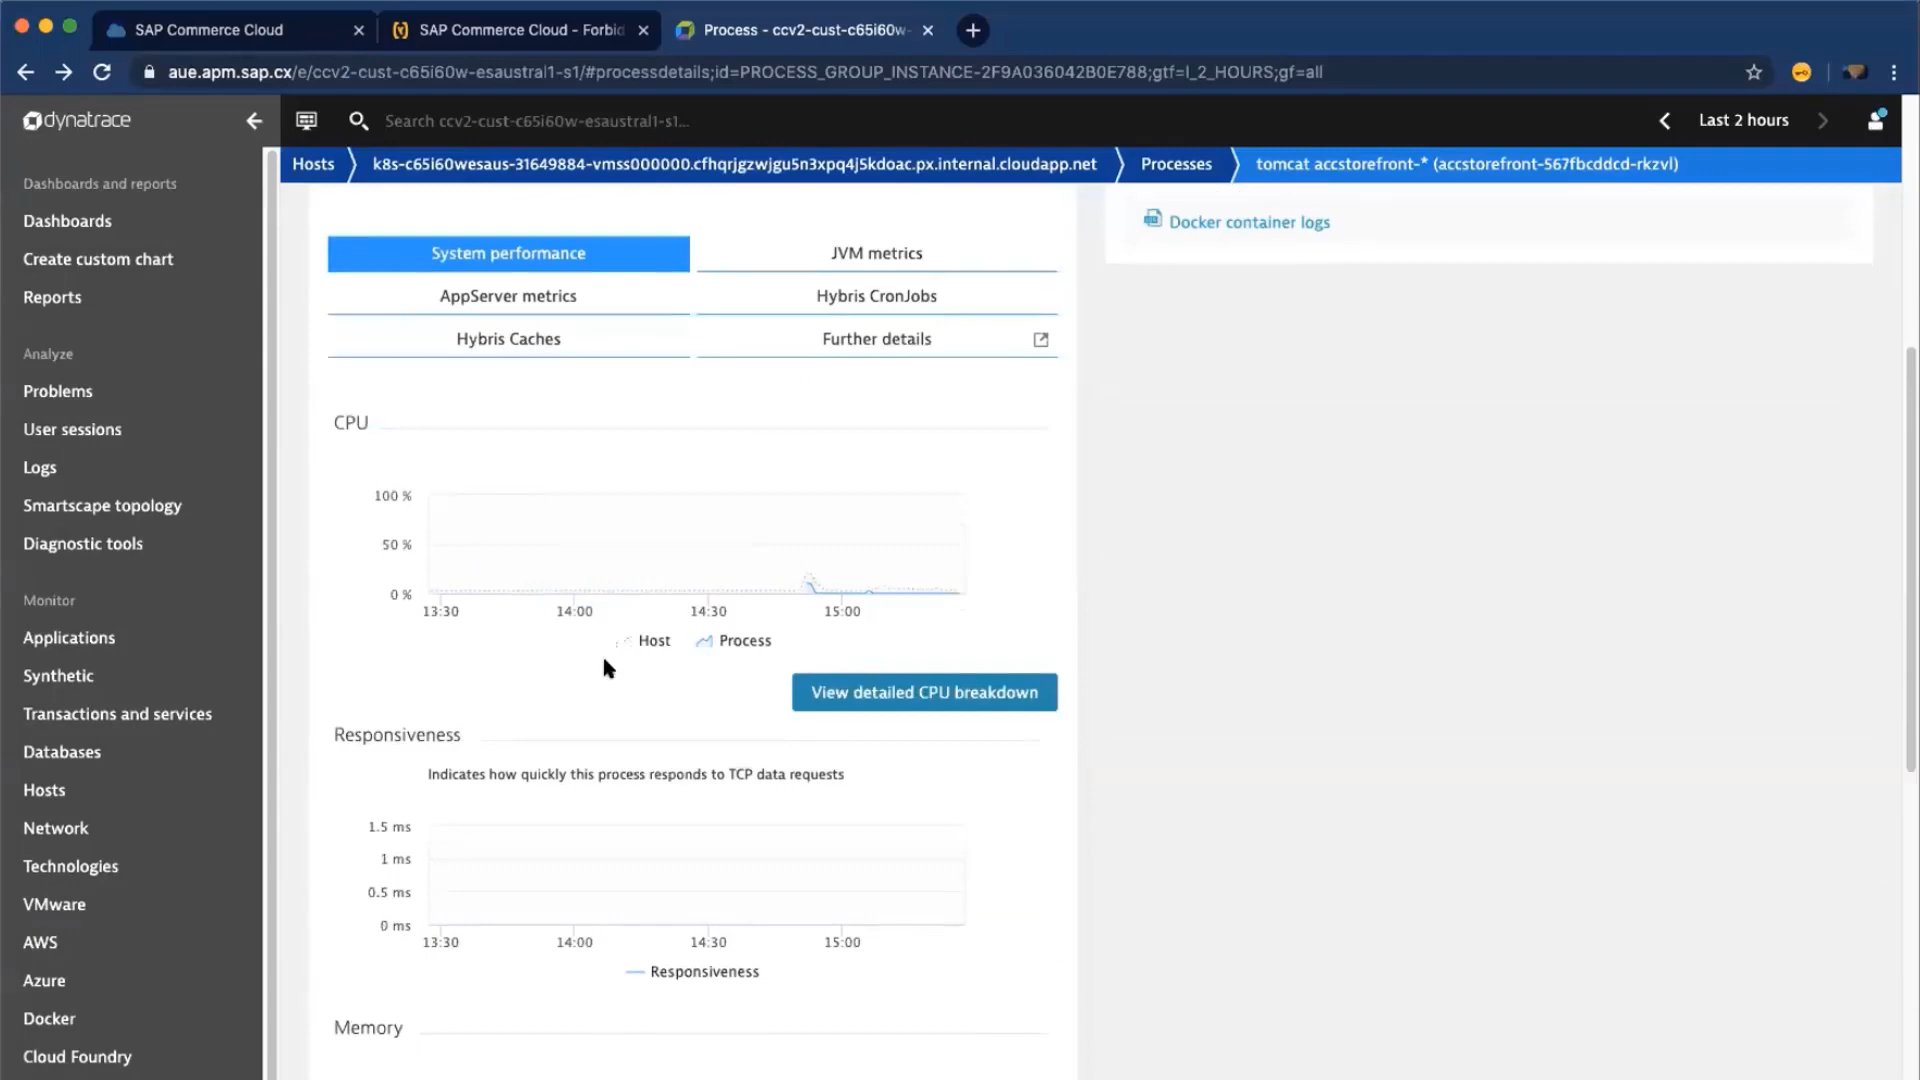 SAP Commerce Cloud
SAP Commerce Cloud - Forbid
Process - ccv2-cust-c65i60w-
aue.apm.sap.cx/e/ccv2-cust-c65i60w-esaustral1-s1/#processdetails;id=PROCESS_GROUP_INSTANCE-2F9A036042B0E788;gtf=l_2_HOURS;gf=all
dynatrace
Search ccv2-cust-c65i60w-esaustral1-s1...
Last 2 hours
Hosts
k8s-c65i60wesaus-31649884-vmss000000.cfhqrjgzwjgu5n3xpq4j5kdoac.px.internal.cloudapp.net
Processes
tomcat accstorefront-* (accstorefront-567fbcddcd-rkzvl)
Dashboards and reports
Dashboards
Create custom chart
Reports
Analyze
Problems
User sessions
Logs
Smartscape topology
Diagnostic tools
Monitor
Applications
Synthetic
Transactions and services
Databases
Hosts
Network
Technologies
VMware
AWS
Azure
Docker
Cloud Foundry
System performance
JVM metrics
AppServer metrics
Hybris CronJobs
Hybris Caches
Further details
CPU
100 %
50 %
0 %
13:30
14:00
14:30
15:00
Host
Process
View detailed CPU breakdown
Responsiveness
Indicates how quickly this process responds to TCP data requests
1.5 ms
1 ms
0.5 ms
0 ms
13:30
14:00
14:30
15:00
Responsiveness
Memory
Docker container logs